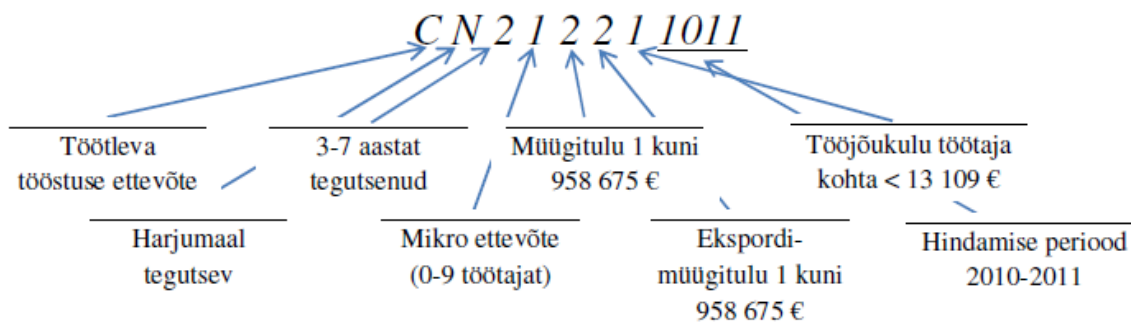 C N 2 1 2 2 1 1011
Töötleva
tööstuse ettevõte
3-7 aastat
tegutsenud
Müügitulu 1 kuni
958 675 €
Tööjõukulu töötaja
kohta < 13 109 €
Harjumaal
tegutsev
Mikro ettevõte
(0-9 töötajat)
Ekspordi-
müügitulu 1 kuni
958 675 €
Hindamise periood
2010-2011